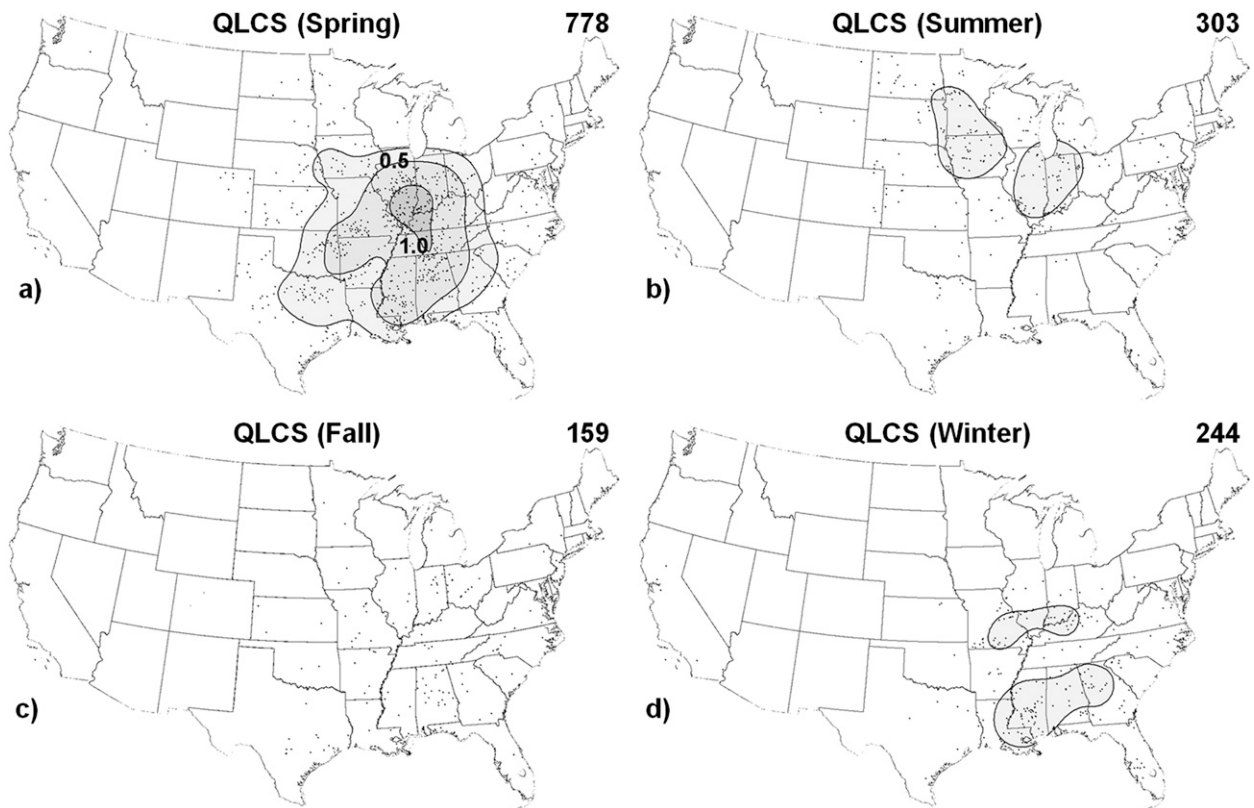 QLCS (Spring) 778
QLCS (Summer) 303
0.5
1.0
a)
b)
QLCS (Fall) 159
QLCS (Winter) 244
c)
d)